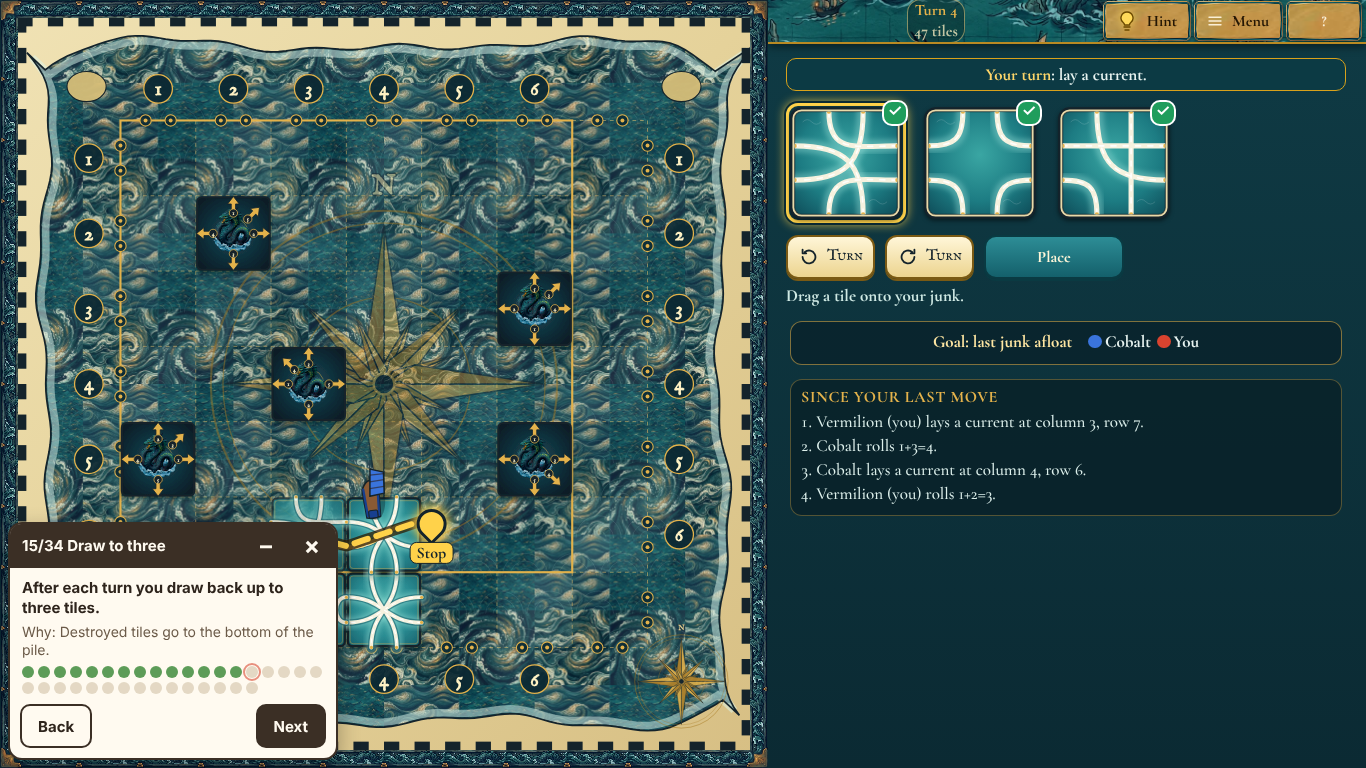 Turn 4
47 tiles
Hint
Menu
?
Your turn: lay a current.
Turn
Turn
Place
Drag a tile onto your junk.
Goal: last junk afloat
Cobalt
You
SINCE YOUR LAST MOVE
1. Vermilion (you) lays a current at column 3, row 7.
2. Cobalt rolls 1+3=4.
3. Cobalt lays a current at column 4, row 6.
4. Vermilion (you) rolls 1+2=3.
1 2 3 4 5 6
1 1
N
2 2
3 3
4 4
5 5
6
Stop
N
4 5 6
15/34 Draw to three
After each turn you draw back up to
three tiles.
Why: Destroyed tiles go to the bottom of the
pile.
Back
Next